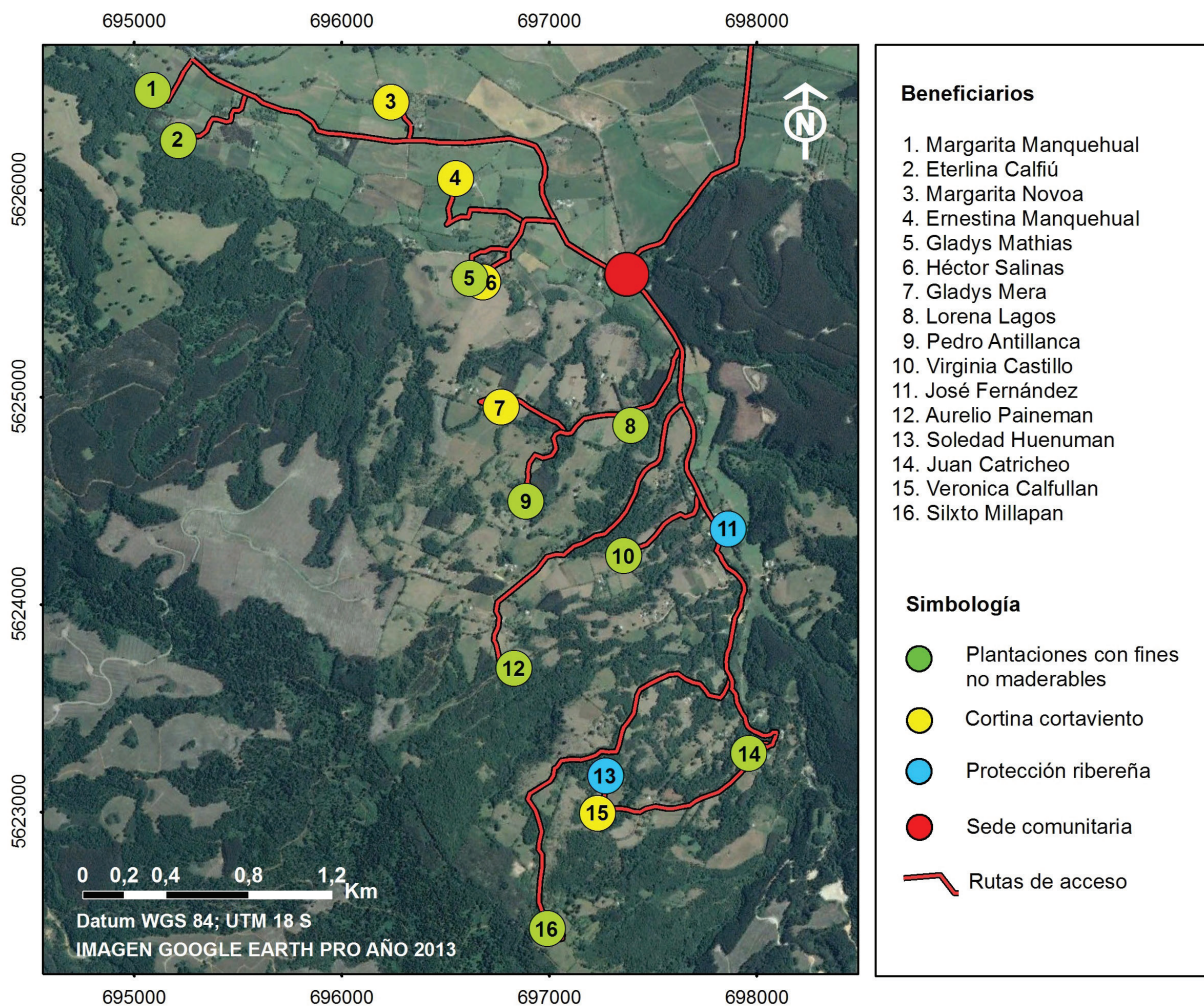 695000 696000 697000 698000
5626000
5625000
5624000
5623000
N
1
2
3
4
5
6
7
8
9
10
11
12
13
14
15
16
0 0,2 0,4 0,8 1,2 Km
Datum WGS 84; UTM 18 S
IMAGEN GOOGLE EARTH PRO AÑO 2013
695000 696000 697000 698000
Beneficiarios
1. Margarita Manquehual
2. Eterlina Calfiú
3. Margarita Novoa
4. Ernestina Manquehual
5. Gladys Mathias
6. Héctor Salinas
7. Gladys Mera
8. Lorena Lagos
9. Pedro Antillanca
10. Virginia Castillo
11. José Fernández
12. Aurelio Paineman
13. Soledad Huenuman
14. Juan Catricheo
15. Veronica Calfullan
16. Silxto Millapan
Simbología
Plantaciones con fines
no maderables
Cortina cortaviento
Protección ribereña
Sede comunitaria
Rutas de acceso